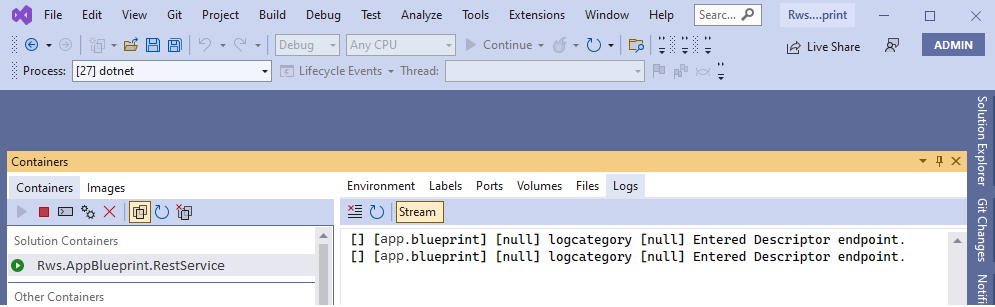 File Edit View Git Project Build Debug Test Analyze Tools Extensions Window Help Searc... Rws....print
Debug Any CPU Continue Live Share ADMIN
Process: [27] dotnet Lifecycle Events Thread:
Containers
Containers Images
Environment Labels Ports Volumes Files Logs
Stream
Solution Containers
Rws.AppBlueprint.RestService
Other Containers
[] [app.blueprint] [null] logcategory [null] Entered Descriptor endpoint.
[] [app.blueprint] [null] logcategory [null] Entered Descriptor endpoint.
Solution Explorer
Git Changes